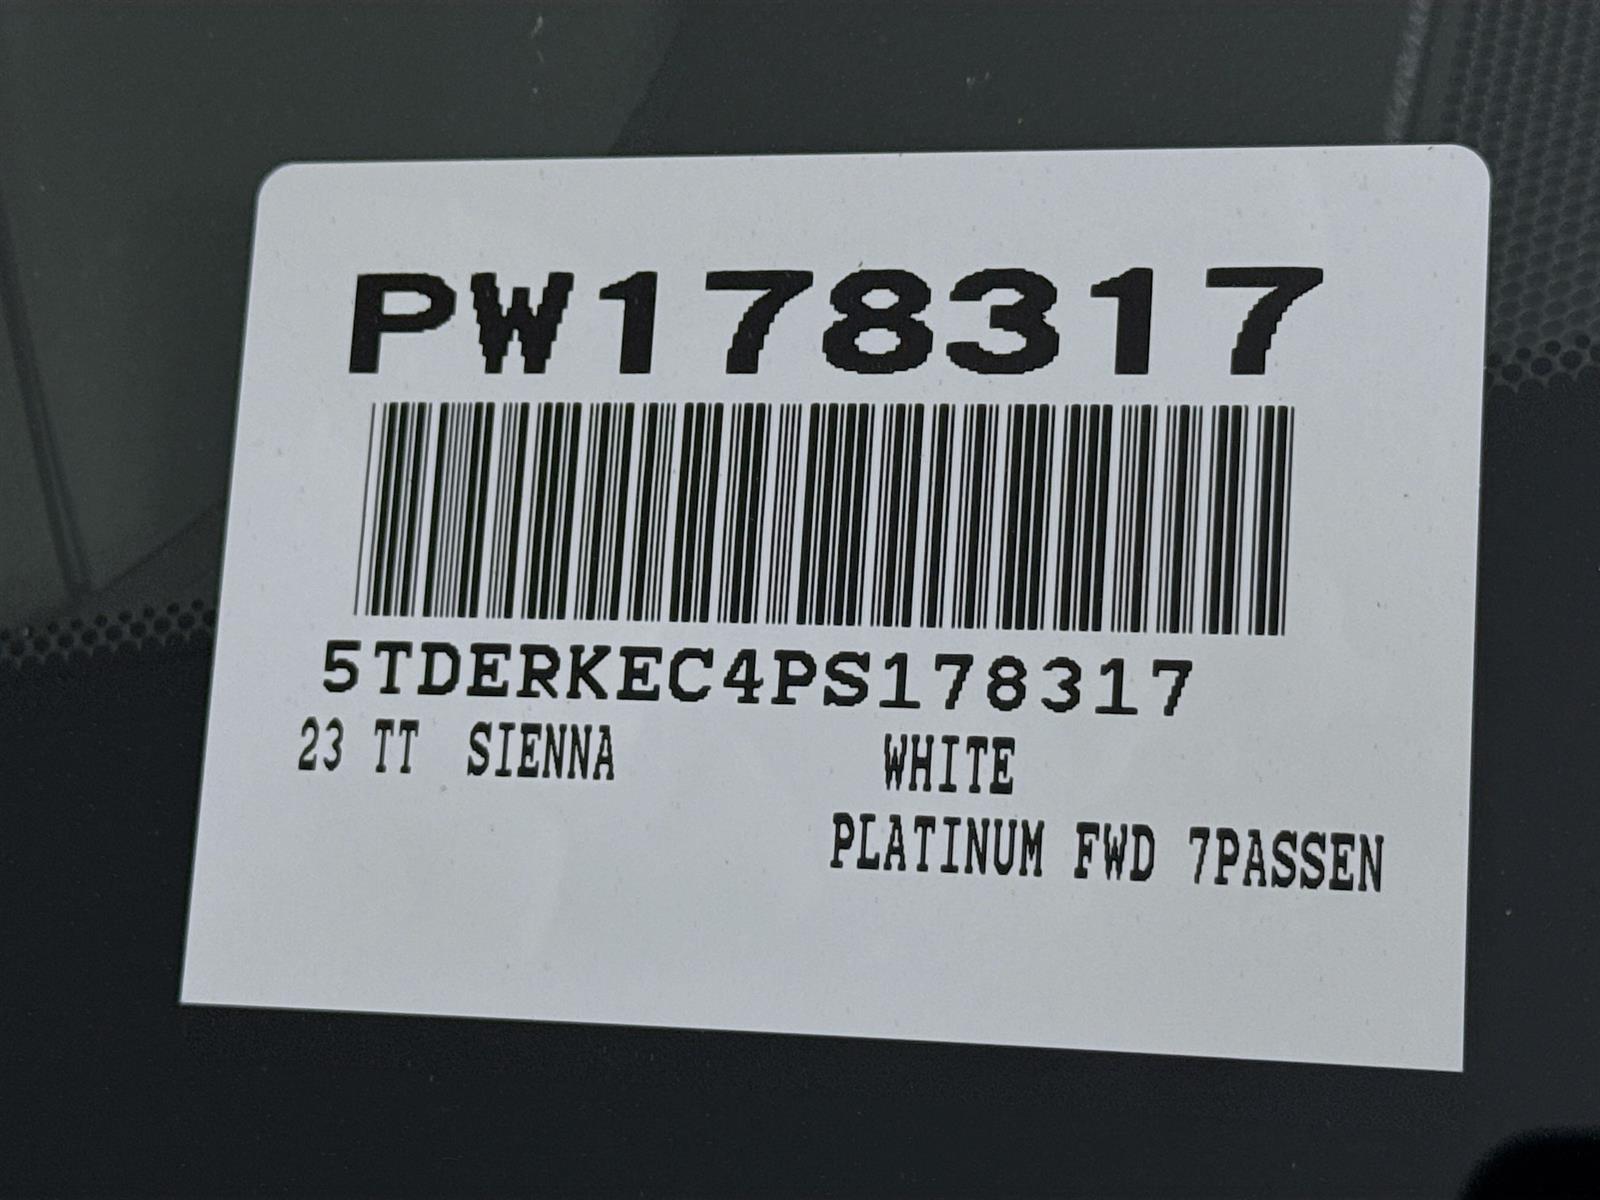 PW178317
5TDERKEC4PS178317
23 TT SIENNA WHITE
PLATINUM FWD 7PASSEN